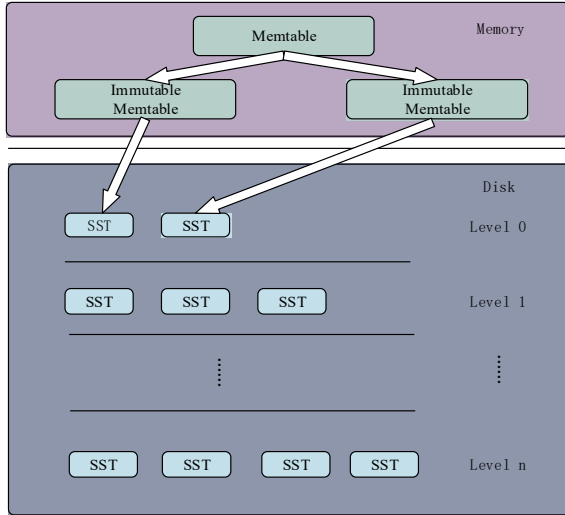 Memtable
Memory
Immutable
Memtable
Immutable
Memtable
Disk
SST
SST
Level 0
SST
SST
SST
Level 1
SST
SST
SST
SST
Level n